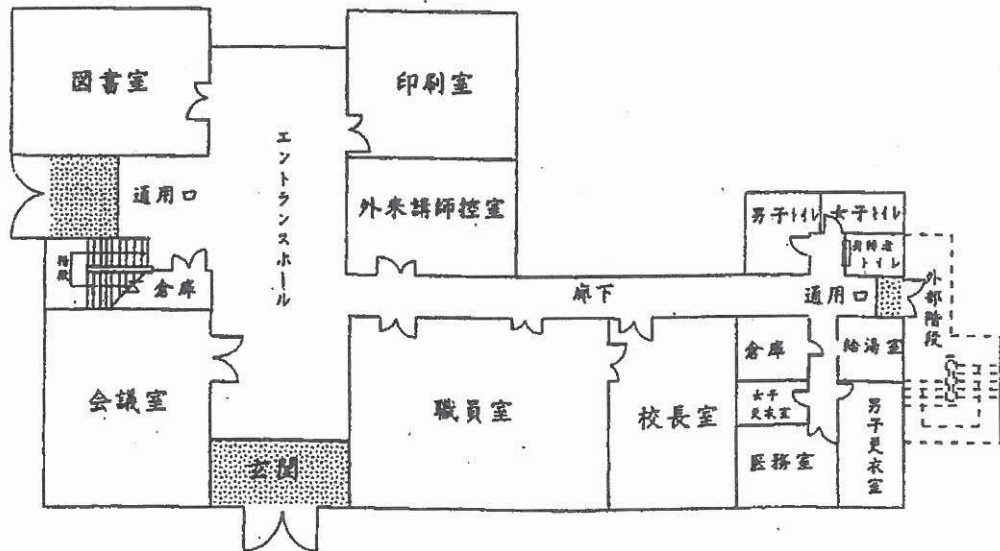 図書室
印刷室
エントランスホール
通用口
外来講師控室
男子トイレ
女子トイレ
身障者
トイレ
階段
倉庫
廊下
通用口
外部階段
会議室
職員室
校長室
倉庫
給湯室
女子
更衣室
医務室
男子更衣室
玄関